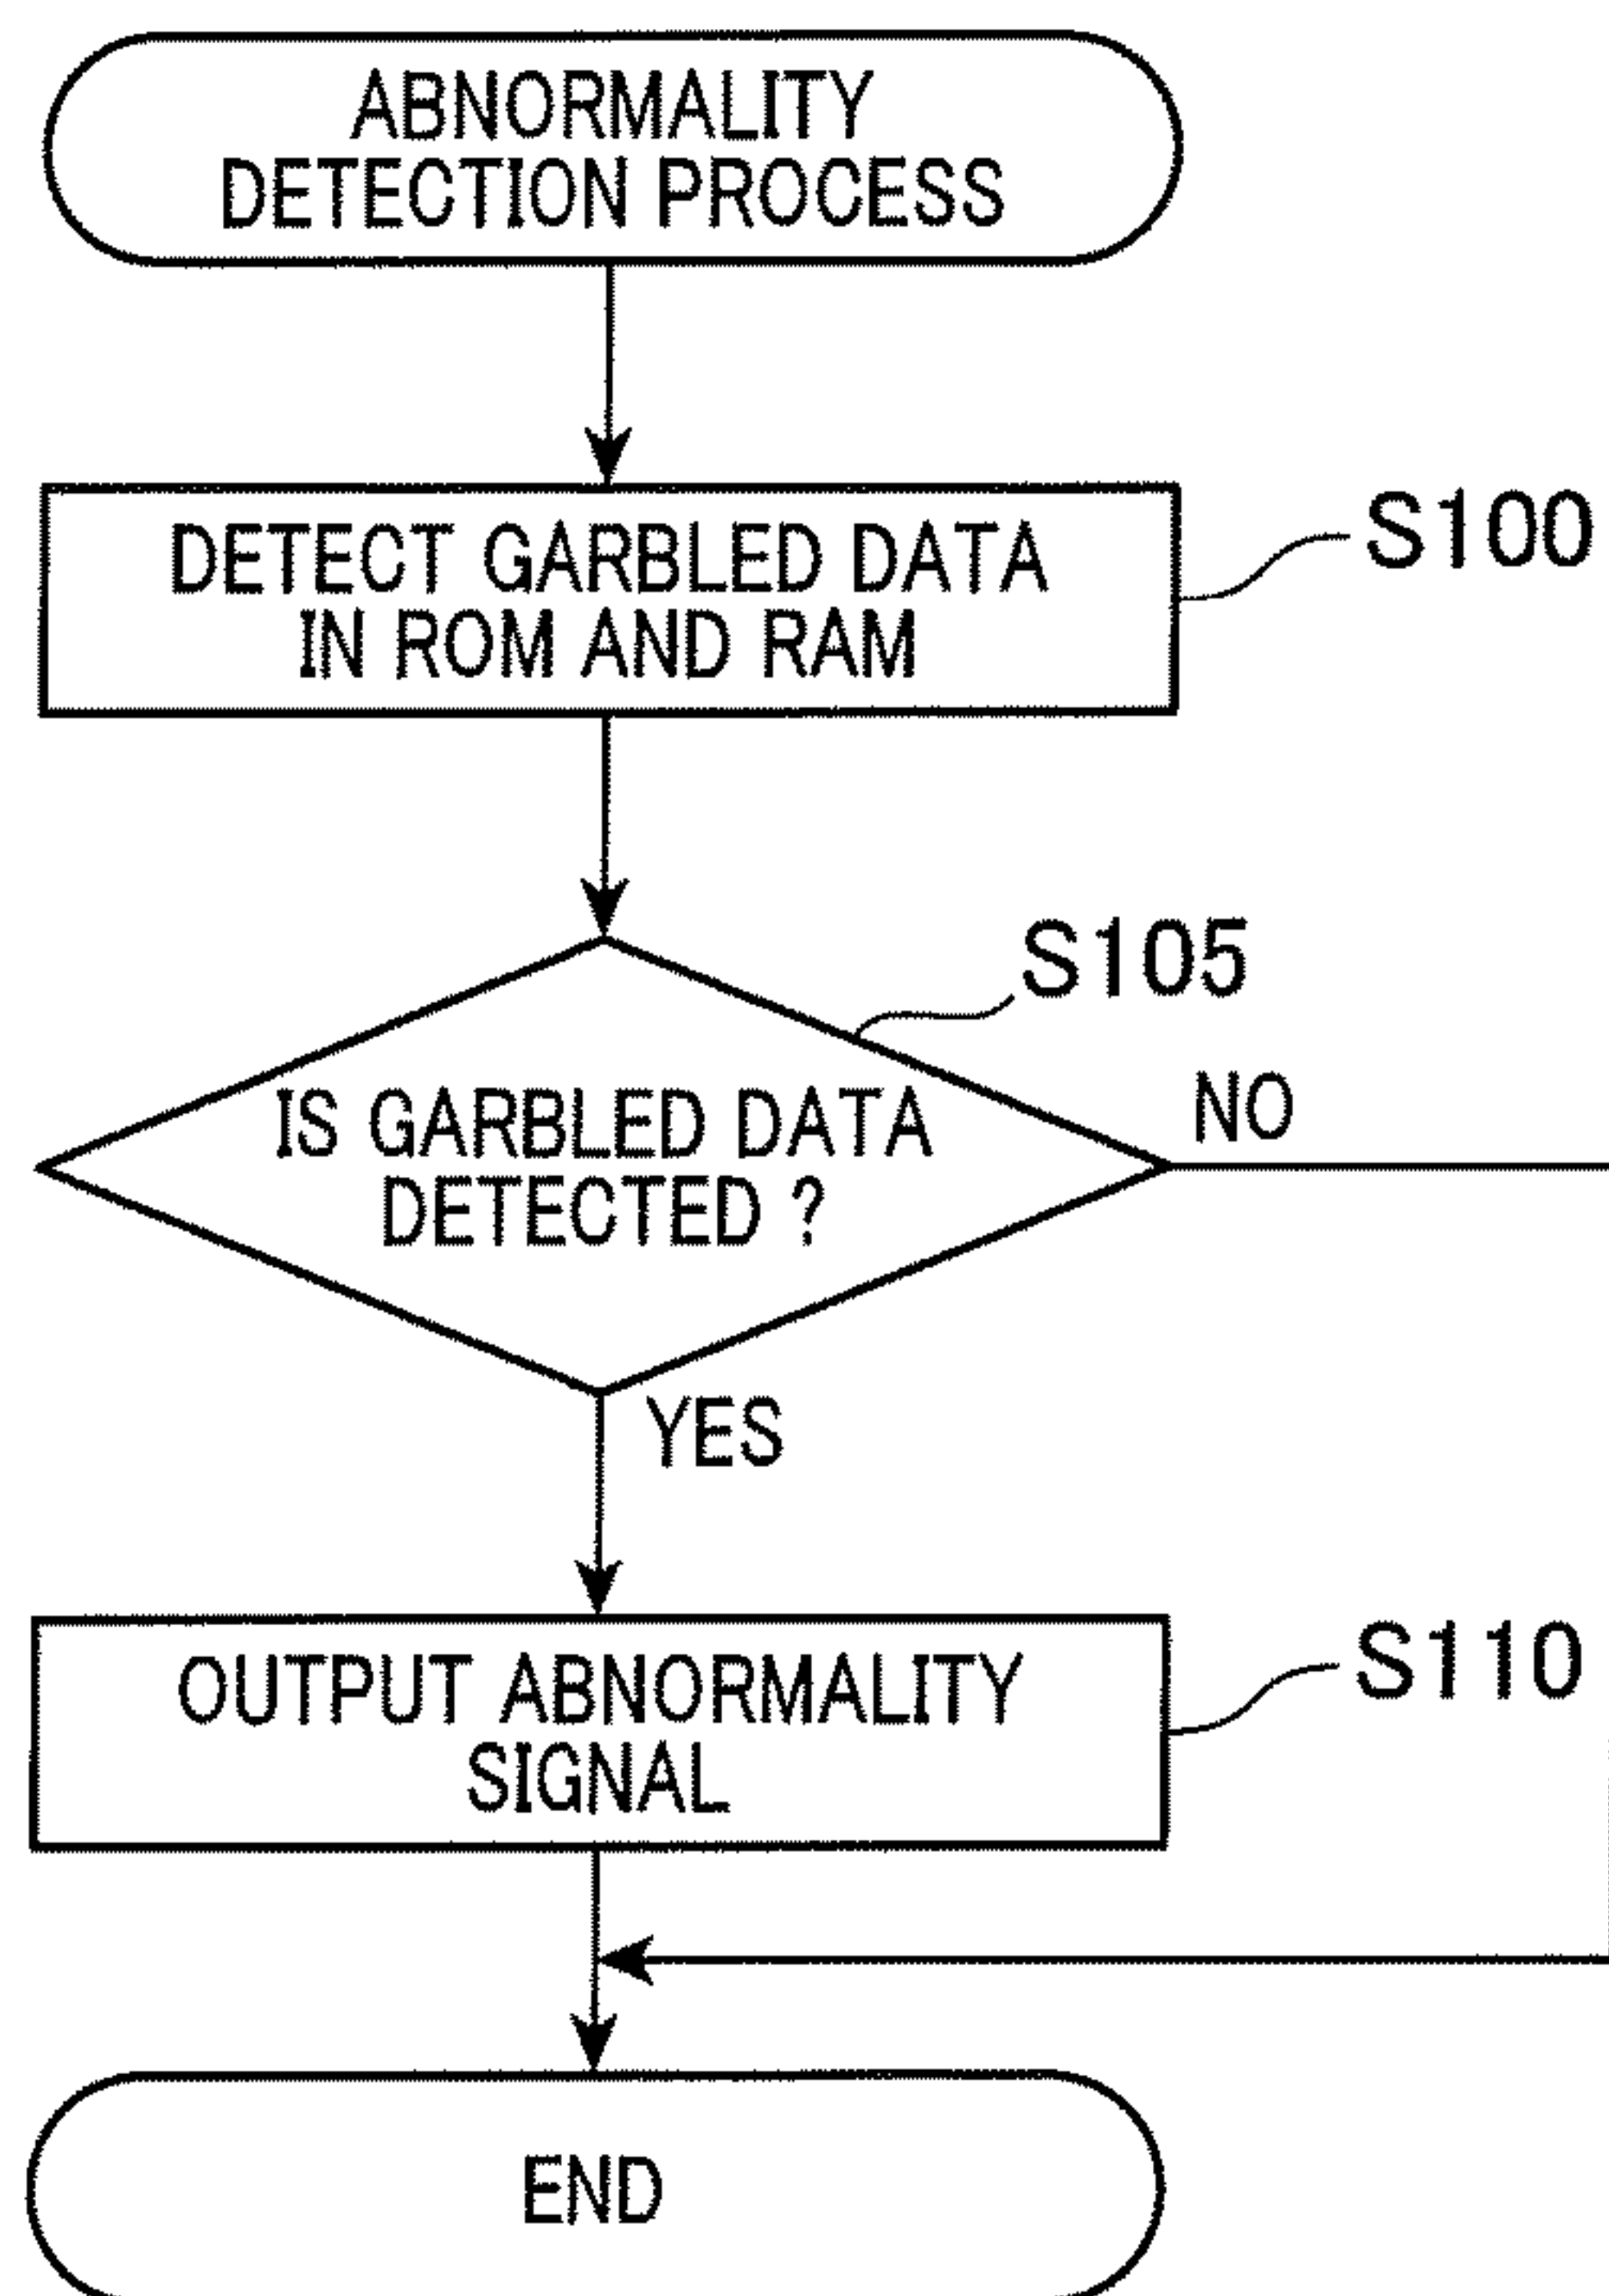 ABNORMALITY
DETECTION PROCESS
DETECT GARBLED DATA
IN ROM AND RAM
S100
S105
IS GARBLED DATA
DETECTED ?
NO
YES
OUTPUT ABNORMALITY
SIGNAL
S110
END